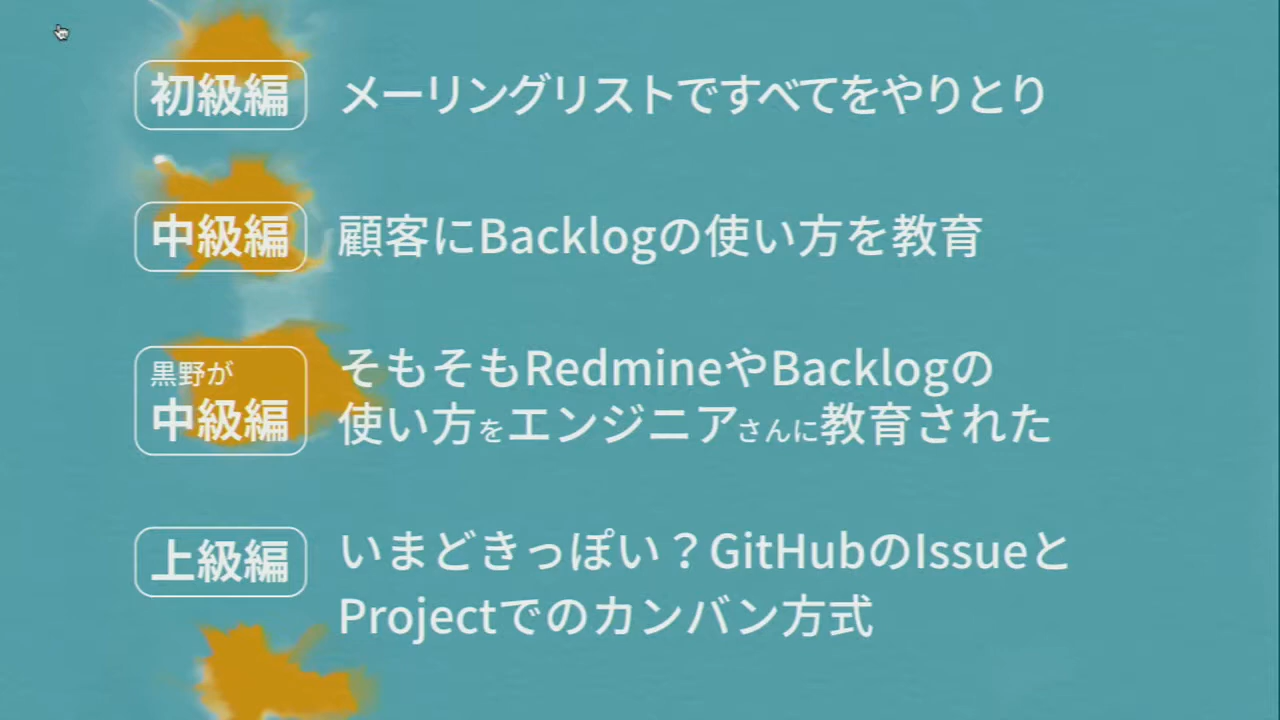 初級編 メーリングリストですべてをやりとり
中級編 顧客にBacklogの使い方を教育
黒野が
中級編
そもそもRedmineやBacklogの
使い方をエンジニアさんに教育された
上級編 いまどきっぽい？GitHubのIssueと
Projectでのカンバン方式